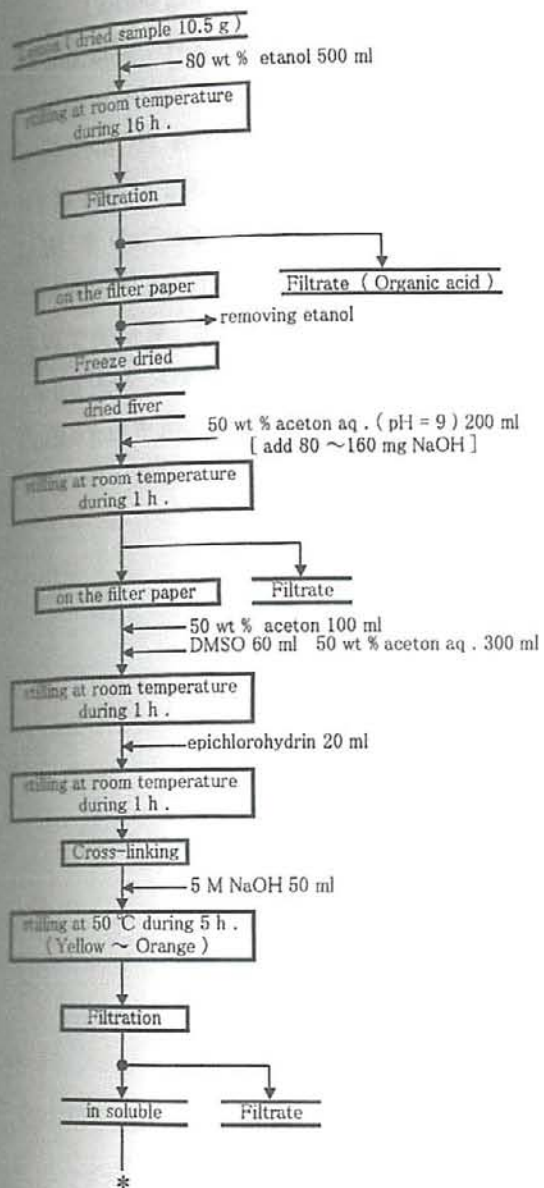 (dried sample 10.5 g)
80 wt % etanol 500 ml
at room temperature
during 16 h.
Filtration
on the filter paper
Filtrate (Organic acid)
removing etanol
Freeze dried
dried fiver
50 wt % aceton aq. (pH = 9) 200 ml
[add 80 ～160 mg NaOH]
at room temperature
during 1 h.
on the filter paper
Filtrate
50 wt % aceton 100 ml
DMSO 60 ml 50 wt % aceton aq. 300 ml
at room temperature
during 1 h.
epichlorohydrin 20 ml
at room temperature
during 1 h.
Cross-linking
5 M NaOH 50 ml
at 50 ℃ during 5 h.
(Yellow ～ Orange)
Filtration
in soluble
Filtrate
*